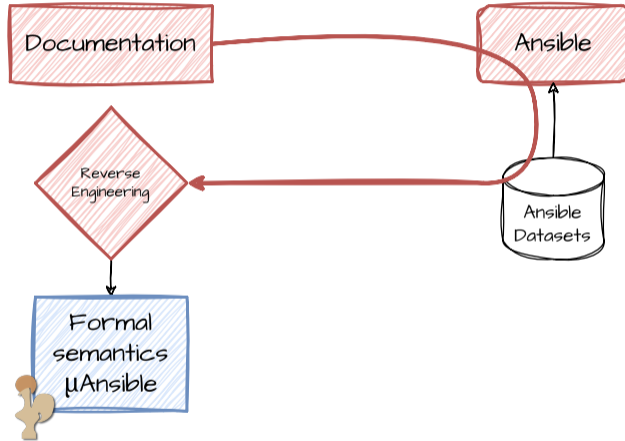 Documentation
Ansible
Reverse
Engineering
Ansible
Datasets
Formal
semantics
µAnsible